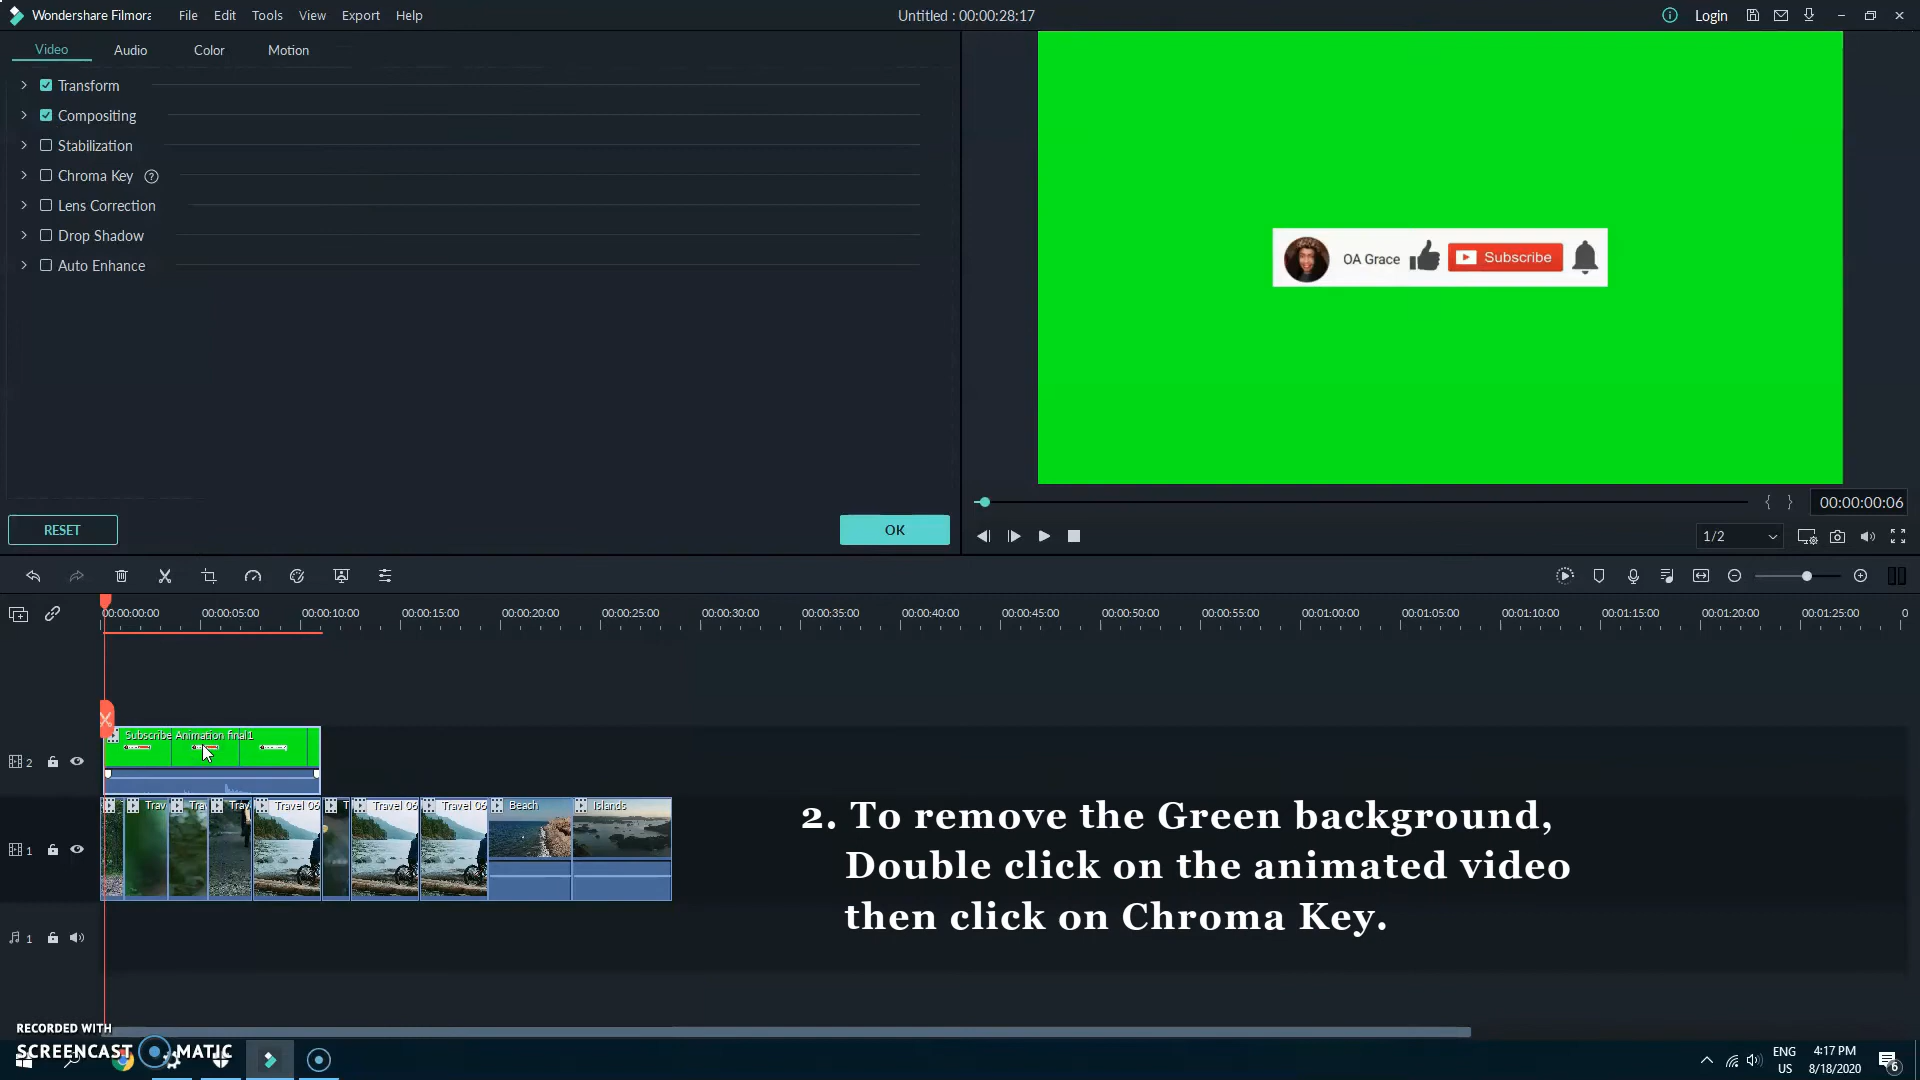 Wondershare Filmora File Edit Tools View Export Help Untitled : 00:00:28:17 Login
Video Audio Color Motion
Transform
Compositing
Stabilization
Chroma Key ?
Lens Correction
Drop Shadow
Auto Enhance
OA Grace Subscribe
{ } 00:00:00:06
RESET OK
1/2
00:00:00:00 00:00:05:00 00:00:10:00 00:00:15:00 00:00:20:00 00:00:25:00 00:00:30:00 00:00:35:00 00:00:40:00 00:00:45:00 00:00:50:00 00:00:55:00 00:01:00:00 00:01:05:00 00:01:10:00 00:01:15:00 00:01:20:00 00:01:25:00 0
Subscribe Animation final1
2
Trav Tra Trav Travel 06 T Travel 06 Travel 06 Beach Islands
1
1
2. To remove the Green background,
Double click on the animated video
then click on Chroma Key.
RECORDED WITH
SCREENCAST MATIC
ENG
US
4:17 PM
8/18/2020
6